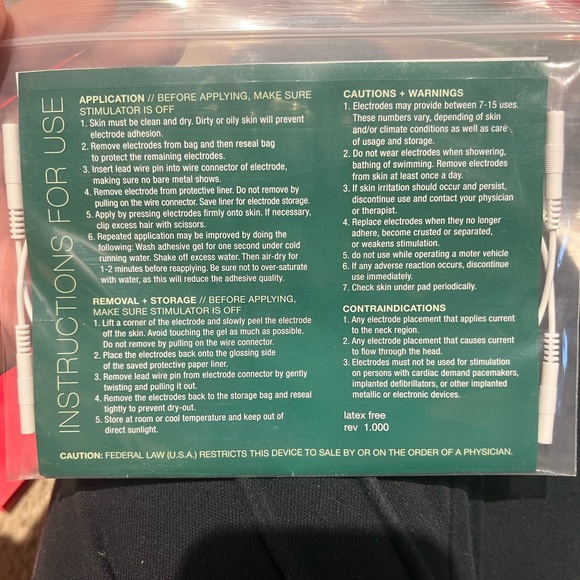 INSTRUCTIONS FOR USE
APPLICATION // BEFORE APPLYING, MAKE SURE
STIMULATOR IS OFF
1. Skin must be clean and dry. Dirty or oily skin will prevent
electrode adhesion.
2. Remove electrodes from bag and then reseal bag
to protect the remaining electrodes.
3. Insert lead wire pin into wire connector of electrode,
making sure no bare metal shows.
4. Remove electrode from protective liner. Do not remove by
pulling on the wire connector. Save liner for electrode storage.
5. Apply by pressing electrodes firmly onto skin. If necessary,
clip excess hair with scissors.
6. Repeated application may be improved by doing the
following: Wash adhesive gel for one second under cold
running water. Shake off excess water. Then air-dry for
1-2 minutes before reapplying. Be sure not to over-saturate
with water, as this will reduce the adhesive quality.
REMOVAL + STORAGE // BEFORE APPLYING,
MAKE SURE STIMULATOR IS OFF
1. Lift a corner of the electrode and slowly peel the electrode
off the skin. Avoid touching the gel as much as possible.
Do not remove by pulling on the wire connector.
2. Place the electrodes back onto the glossing side
of the saved protective paper liner.
3. Remove lead wire pin from electrode connector by gently
twisting and pulling it out.
4. Remove the electrodes back to the storage bag and reseal
tightly to prevent dry-out.
5. Store at room or cool temperature and keep out of
direct sunlight.
CAUTIONS + WARNINGS
1. Electrodes may provide between 7-15 uses.
These numbers vary, depending of skin
and/or climate conditions as well as care
of usage and storage.
2. Do not wear electrodes when showering,
bathing of swimming. Remove electrodes
from skin at least once a day.
3. If skin irritation should occur and persist,
discontinue use and contact your physician
or therapist.
4. Replace electrodes when they no longer
adhere, become crusted or separated,
or weakens stimulation.
5. do not use while operating a moter vehicle
6. If any adverse reaction occurs, discontinue
use immediately.
7. Check skin under pad periodically.
CONTRAINDICATIONS
1. Any electrode placement that applies current
to the neck region.
2. Any electrode placement that causes current
to flow through the head.
3. Electrodes must not be used for stimulation
on persons with cardiac demand pacemakers,
implanted defibrillators, or other implanted
metallic or electronic devices.
latex free
rev 1.000
CAUTION: FEDERAL LAW (U.S.A.) RESTRICTS THIS DEVICE TO SALE BY OR ON THE ORDER OF A PHYSICIAN.